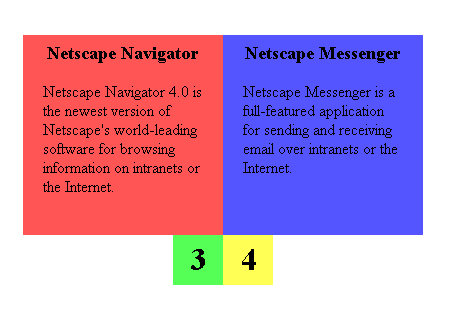 Netscape Navigator
Netscape Navigator 4.0 is
the newest version of
Netscape's world-leading
software for browsing
information on intranets or
the Internet.
Netscape Messenger
Netscape Messenger is a
full-featured application
for sending and receiving
email over intranets or the
Internet.
3
4